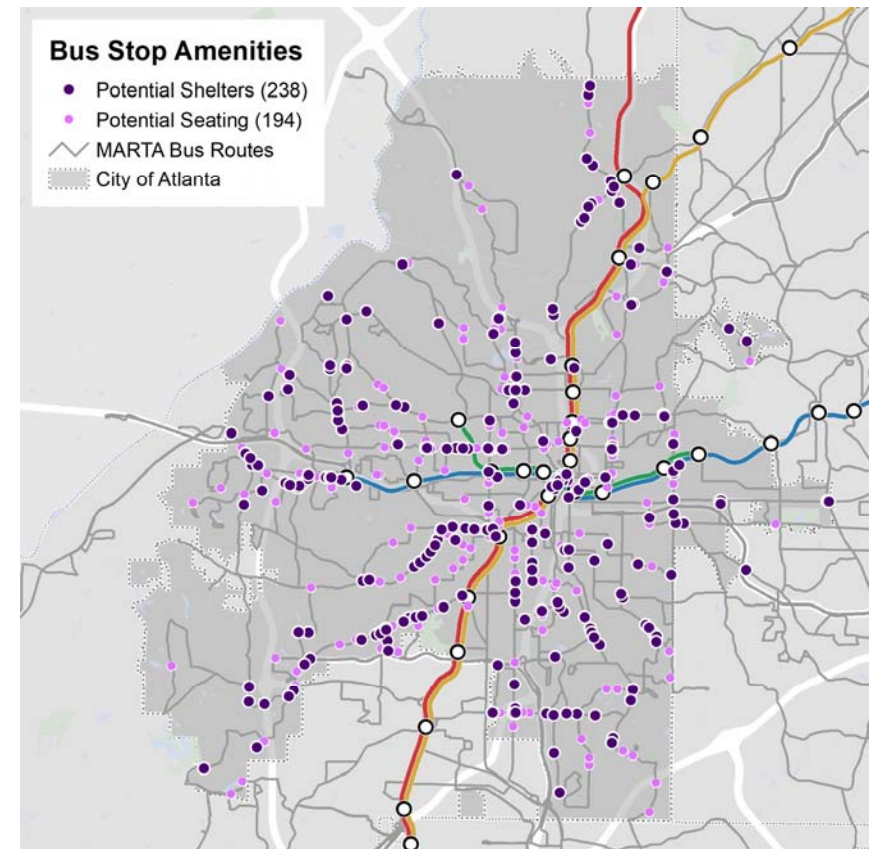 Bus Stop Amenities
Potential Shelters (238)
Potential Seating (194)
MARTA Bus Routes
City of Atlanta